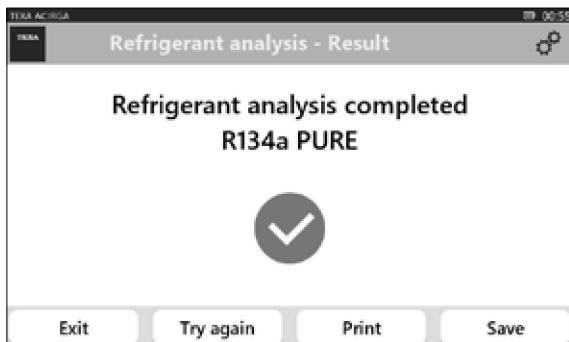 TEXA ACIRGA 00:55
TEXA Refrigerant analysis - Result
Refrigerant analysis completed
R134a PURE
Exit Try again Print Save